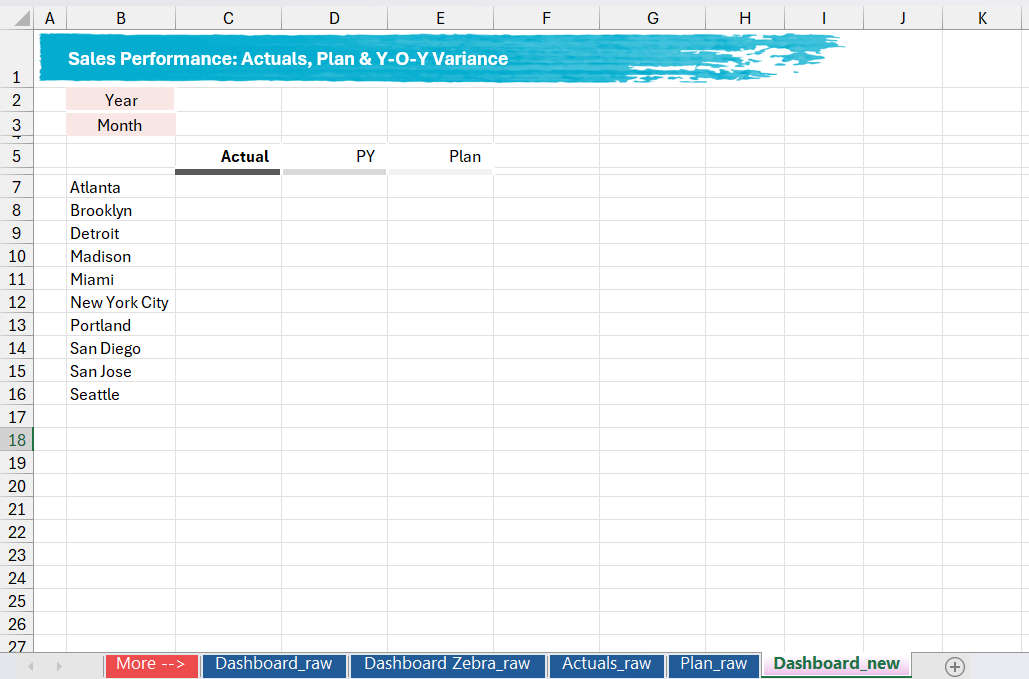 A B C D E F G H I J K
1 Sales Performance: Actuals, Plan & Y-O-Y Variance
2 Year
3 Month
4
5 Actual PY Plan
7 Atlanta
8 Brooklyn
9 Detroit
10 Madison
11 Miami
12 New York City
13 Portland
14 San Diego
15 San Jose
16 Seattle
17
18
19
20
21
22
23
24
25
26
27
More --> Dashboard_raw Dashboard Zebra_raw Actuals_raw Plan_raw Dashboard_new